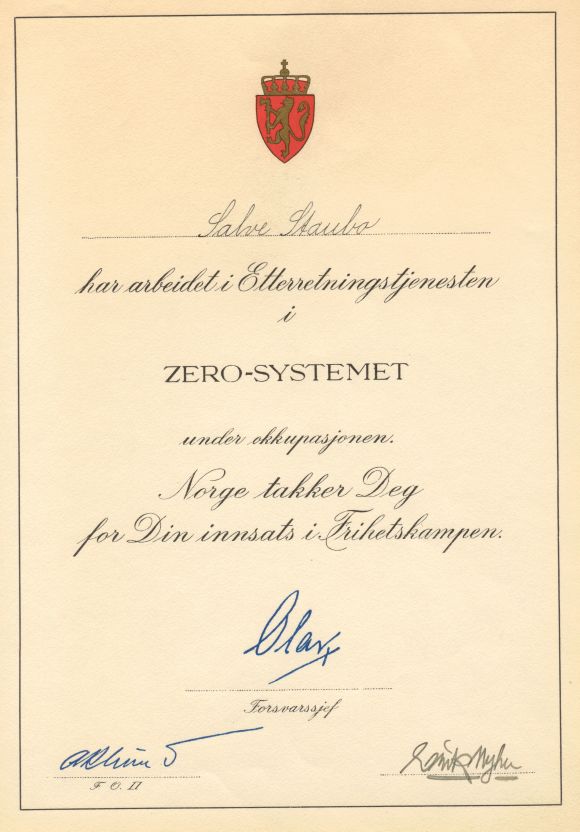 Salve Staubo
har arbeidet i Etterretningstjenesten
i
ZERO-SYSTEMET
under okkupasjonen.
Norge takker Deg
for Din innsats i Frihetskampen.
Olav
Forsvarssjef
F.O.II